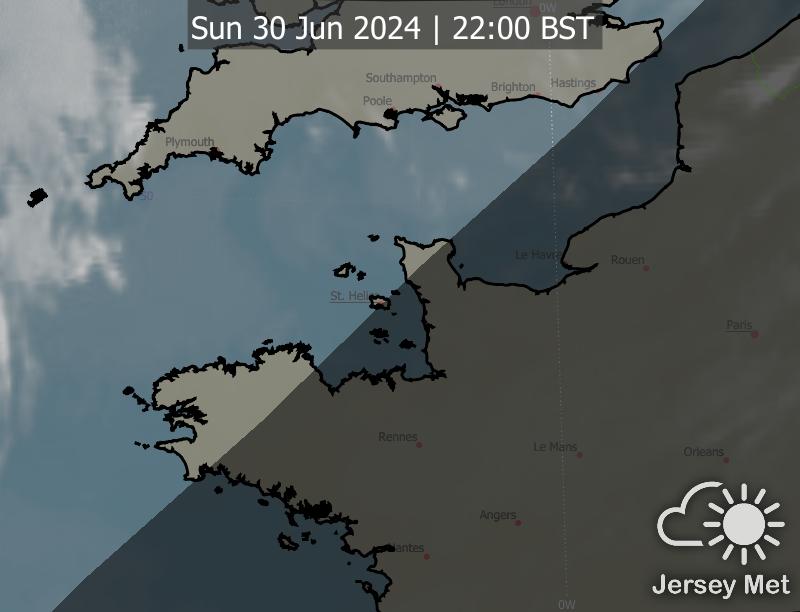 London
0W
Sun 30 Jun 2024 | 22:00 BST
Southampton
Brighton
Hastings
Poole
Plymouth
50
Le Havre
Rouen
St. Helier
Paris
Rennes
Le Mans
Orleans
Angers
Nantes
Jersey Met
0W